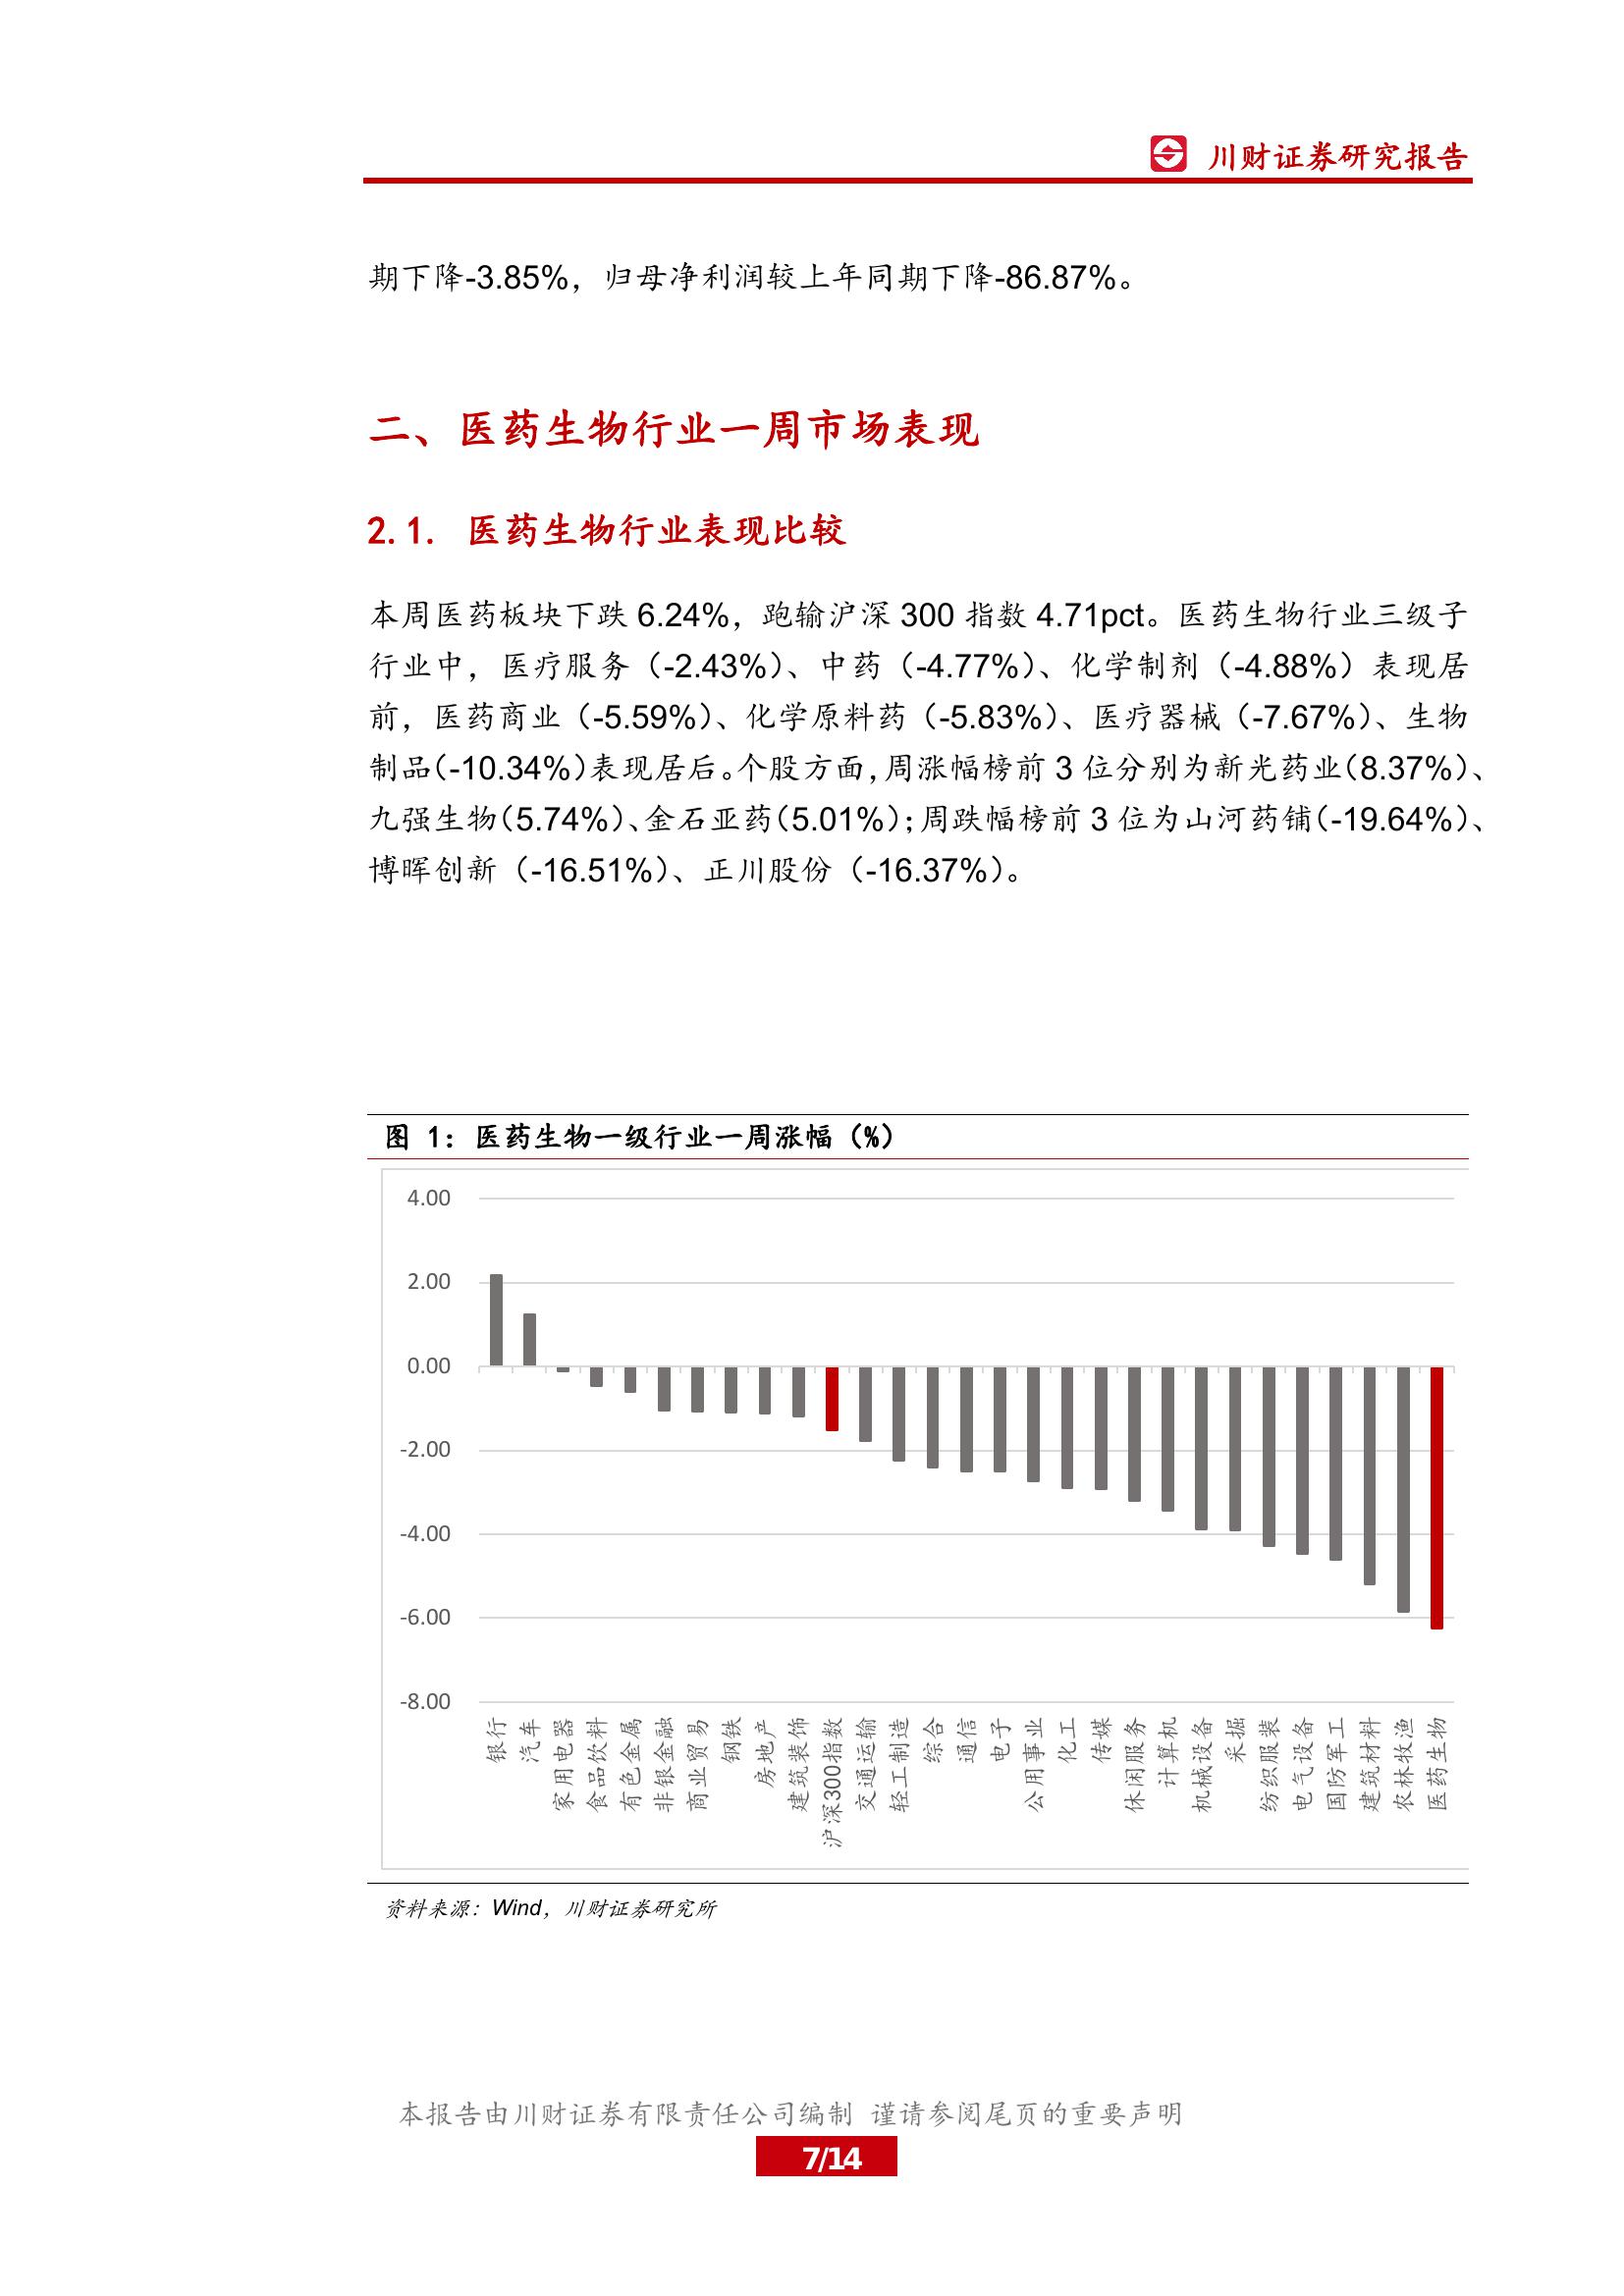 川财证券研究报告
期下降-3.85%，归母净利润较上年同期下降-86.87%。
二、医药生物行业一周市场表现
2.1. 医药生物行业表现比较
本周医药板块下跌 6.24%，跑输沪深 300 指数 4.71pct。医药生物行业三级子
行业中，医疗服务（-2.43%）、中药（-4.77%）、化学制剂（-4.88%）表现居
前，医药商业（-5.59%）、化学原料药（-5.83%）、医疗器械（-7.67%）、生物
制品（-10.34%）表现居后。个股方面，周涨幅榜前 3 位分别为新光药业（8.37%）、
九强生物（5.74%）、金石亚药（5.01%）；周跌幅榜前 3 位为山河药铺（-19.64%）、
博晖创新（-16.51%）、正川股份（-16.37%）。
图 1：医药生物一级行业一周涨幅（%）
4.00
2.00
0.00
-2.00
-4.00
-6.00
-8.00
银行
汽车
家用电器
食品饮料
有色金属
非银金融
商业贸易
钢铁
房地产
建筑装饰
沪深300指数
交通运输
轻工制造
综合
通信
电子
公用事业
化工
传媒
休闲服务
计算机
机械设备
采掘
纺织服装
电气设备
国防军工
建筑材料
农林牧渔
医药生物
资料来源：Wind，川财证券研究所
本报告由川财证券有限责任公司编制 谨请参阅尾页的重要声明
7/14